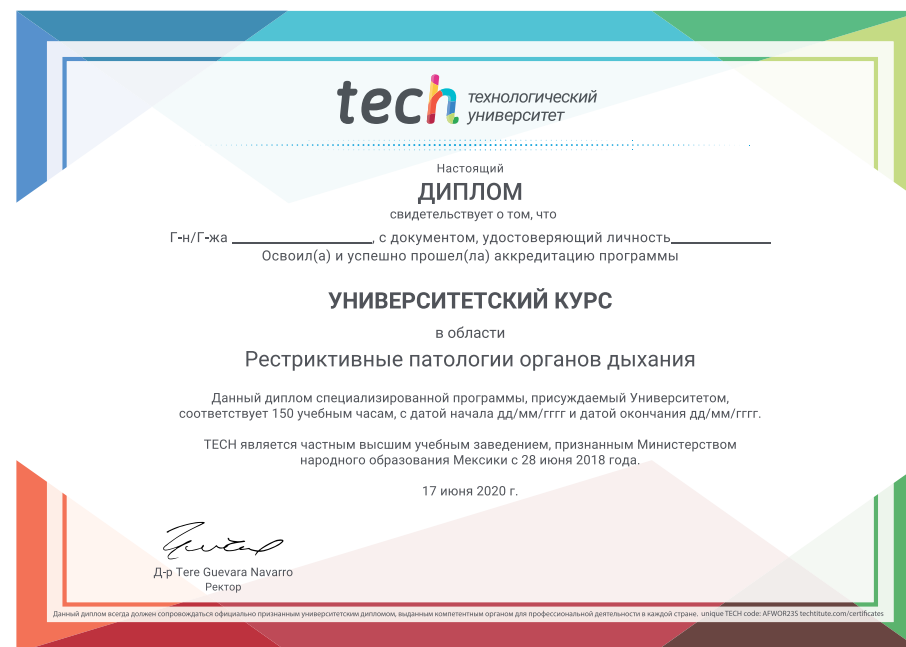 tech технологический
университет
Настоящий
ДИПЛОМ
свидетельствует о том, что
Г-н/Г-жа ____________, с документом, удостоверяющий личность____________
Освоил(а) и успешно прошел(ла) аккредитацию программы
УНИВЕРСИТЕТСКИЙ КУРС
в области
Рестриктивные патологии органов дыхания
Данный диплом специализированной программы, присуждаемый Университетом,
соответствует 150 учебным часам, с датой начала дд/мм/гггг и датой окончания дд/мм/гггг.
TECH является частным высшим учебным заведением, признанным Министерством
народного образования Мексики с 28 июня 2018 года.
17 июня 2020 г.
Д-р Tere Guevara Navarro
Ректор
Данный диплом всегда должен сопровождаться официально признанным университетским дипломом, выданным компетентным органом для профессиональной деятельности в каждой стране. unique TECH code: AFWOR23S techtitute.com/certificates